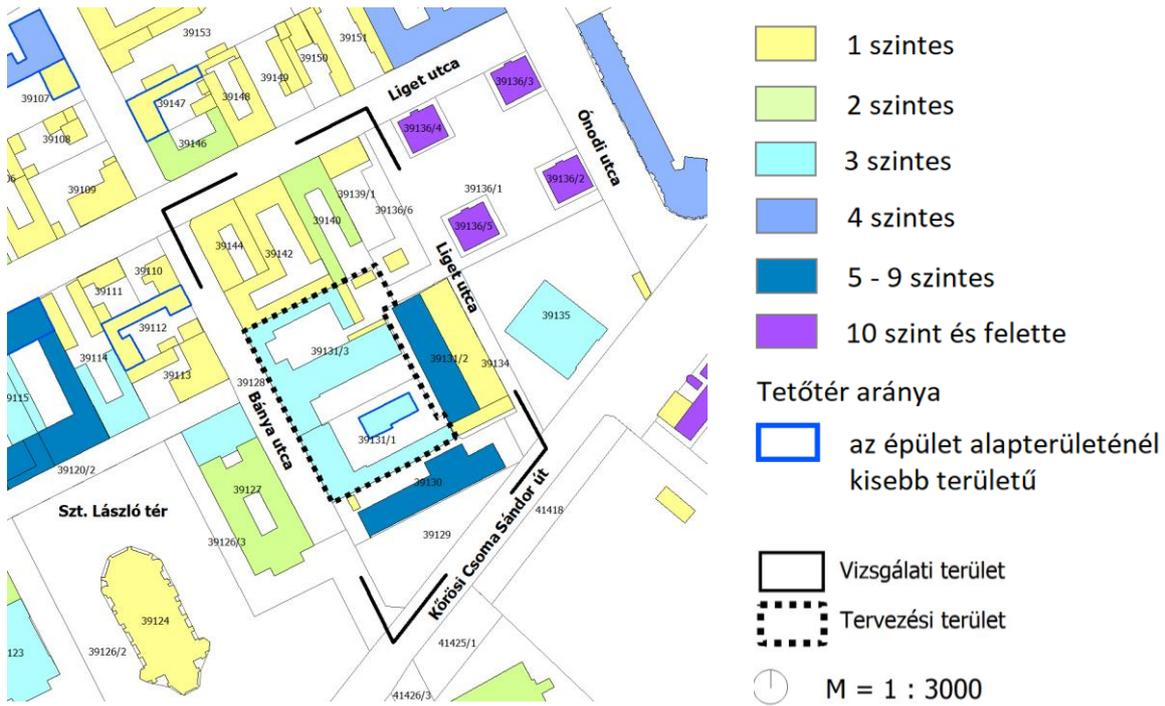 39153
39151
39150
39149
39148
39147
39146
39107
39108
39109
06
Liget utca
39136/3
39136/4
Ónodi utca
39136/2
39136/1
39136/5
39139/1
39136/6
39140
39144
39142
Liget utca
39110
39111
39112
39114
39113
39115
39135
39131/3
39131/2
39134
39128
Bánya utca
39131/1
39120/2
39127
39130
Szt. László tér
39126/3
39129
41418
Kőrösi Csoma Sándor út
39124
39126/2
123
41425/1
41426/3
1 szintes
2 szintes
3 szintes
4 szintes
5 - 9 szintes
10 szint és felette
Tetőtér aránya
az épület alapterületénél
kisebb területű
Vizsgálati terület
Tervezési terület
M = 1 : 3000